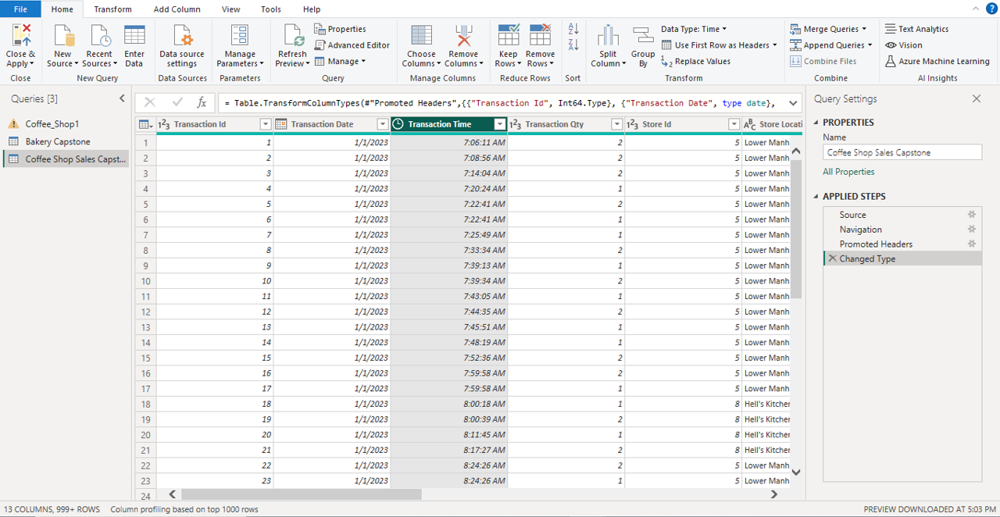 File Home Transform Add Column View Tools Help
Close & Apply New Source Recent Sources Enter Data Data source settings Manage Parameters Refresh Preview Properties Advanced Editor Manage Choose Columns Remove Columns Keep Rows Remove Rows Split Column Group By Data Type: Time Use First Row as Headers Replace Values Merge Queries Append Queries Combine Files Text Analytics Vision Azure Machine Learning
Close New Query Data Sources Parameters Query Manage Columns Reduce Rows Sort Transform Combine AI Insights
Queries [3]
Coffee_Shop1
Bakery Capstone
Coffee Shop Sales Capst...
= Table.TransformColumnTypes(#"Promoted Headers",{{"Transaction Id", Int64.Type}, {"Transaction Date", type date},
Transaction Id Transaction Date Transaction Time Transaction Qty Store Id Store Locati
1 1 1/1/2023 7:06:11 AM 2 5 Lower Manh
2 2 1/1/2023 7:08:56 AM 2 5 Lower Manh
3 3 1/1/2023 7:14:04 AM 2 5 Lower Manh
4 4 1/1/2023 7:20:24 AM 1 5 Lower Manh
5 5 1/1/2023 7:22:41 AM 2 5 Lower Manh
6 6 1/1/2023 7:22:41 AM 1 5 Lower Manh
7 7 1/1/2023 7:25:49 AM 1 5 Lower Manh
8 8 1/1/2023 7:33:34 AM 2 5 Lower Manh
9 9 1/1/2023 7:39:13 AM 1 5 Lower Manh
10 10 1/1/2023 7:39:34 AM 2 5 Lower Manh
11 11 1/1/2023 7:43:05 AM 1 5 Lower Manh
12 12 1/1/2023 7:44:35 AM 2 5 Lower Manh
13 13 1/1/2023 7:45:51 AM 1 5 Lower Manh
14 14 1/1/2023 7:48:19 AM 1 5 Lower Manh
15 15 1/1/2023 7:52:36 AM 2 5 Lower Manh
16 16 1/1/2023 7:59:58 AM 2 5 Lower Manh
17 17 1/1/2023 7:59:58 AM 1 5 Lower Manh
18 18 1/1/2023 8:00:18 AM 1 8 Hell's Kitchen
19 19 1/1/2023 8:00:39 AM 2 8 Hell's Kitchen
20 20 1/1/2023 8:11:45 AM 1 8 Hell's Kitchen
21 21 1/1/2023 8:17:27 AM 2 8 Hell's Kitchen
22 22 1/1/2023 8:24:26 AM 2 5 Lower Manh
23 23 1/1/2023 8:24:26 AM 1 5 Lower Manh
24
Query Settings
PROPERTIES
Name
Coffee Shop Sales Capstone
All Properties
APPLIED STEPS
Source
Navigation
Promoted Headers
Changed Type
13 COLUMNS, 999+ ROWS Column profiling based on top 1000 rows PREVIEW DOWNLOADED AT 5:03 PM